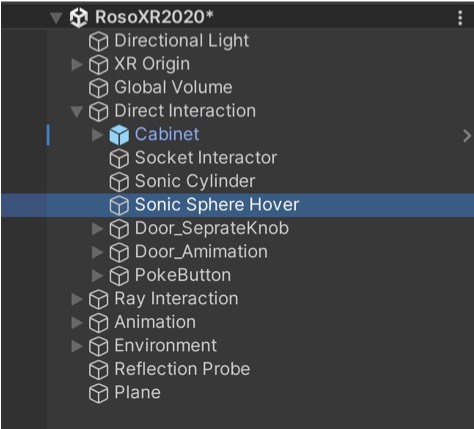 RosoXR2020*
Directional Light
XR Origin
Global Volume
Direct Interaction
Cabinet
Socket Interactor
Sonic Cylinder
Sonic Sphere Hover
Door_SeprateKnob
Door_Amimation
PokeButton
Ray Interaction
Animation
Environment
Reflection Probe
Plane